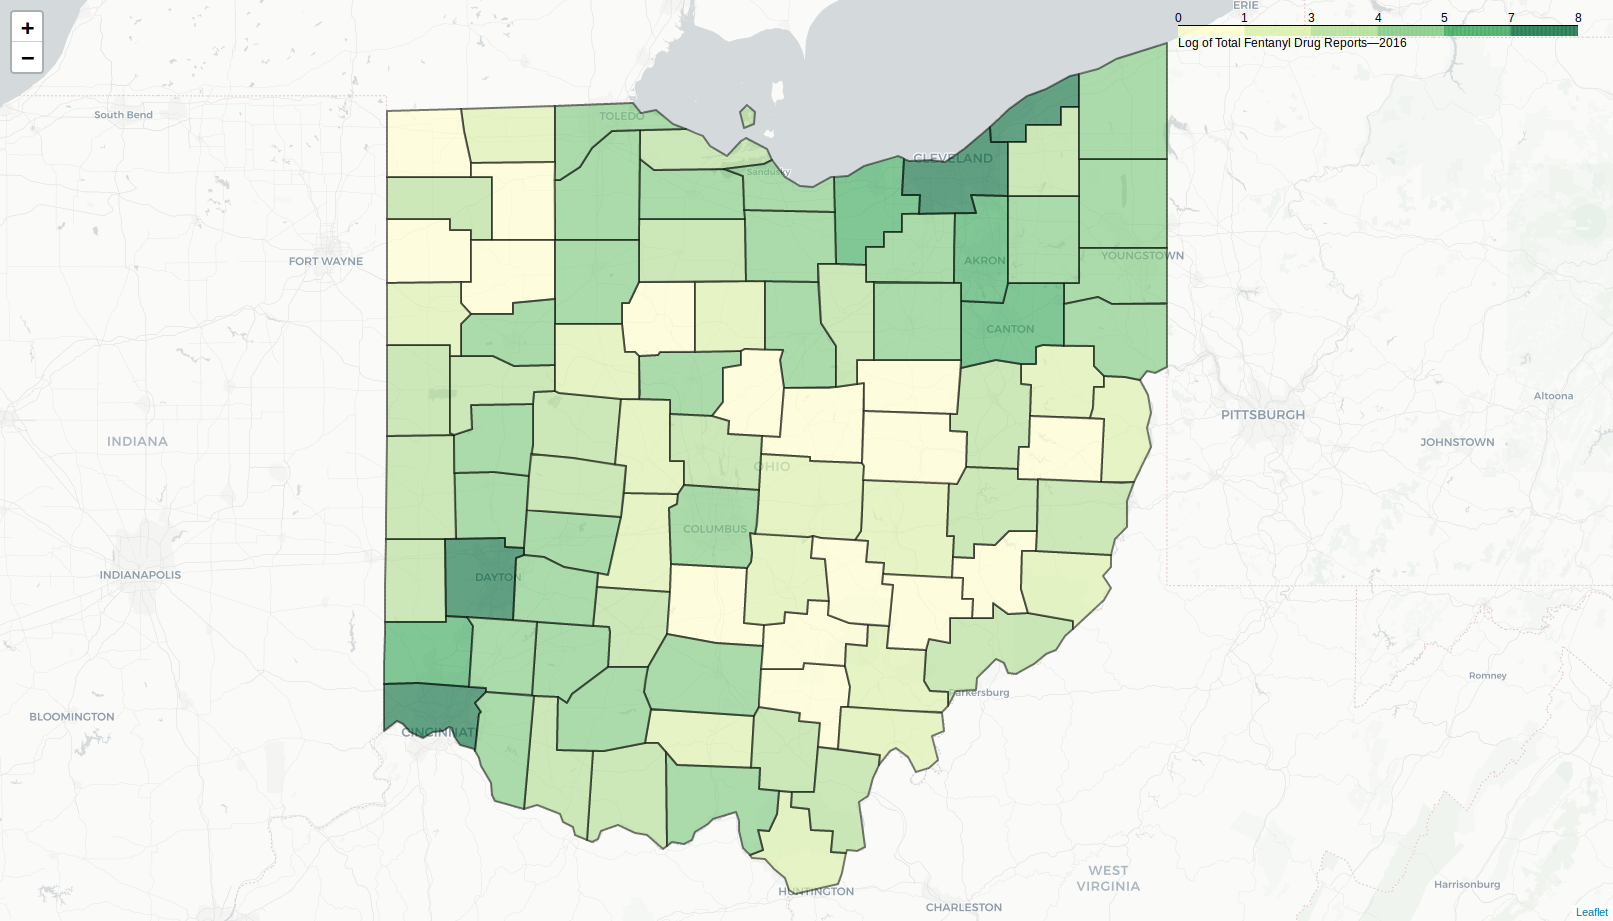 +
−
ERIE
0 1 3 4 5 7 8
Log of Total Fentanyl Drug Reports—2016
South Bend
TOLEDO
CLEVELAND
Sandusky
FORT WAYNE
AKRON
YOUNGSTOWN
CANTON
PITTSBURGH
Altoona
INDIANA
JOHNSTOWN
OHIO
COLUMBUS
INDIANAPOLIS
DAYTON
Romney
arkersburg
BLOOMINGTON
CINCINNAT
WEST
VIRGINIA
Harrisonburg
HUNTINGTON
CHARLESTON
Leaflet